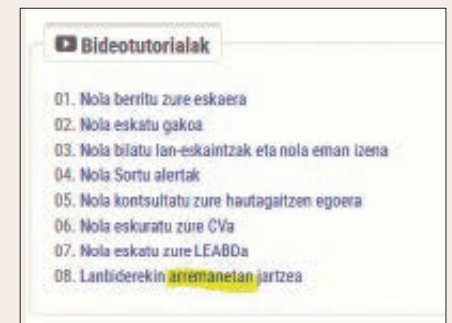 Bideotutorialak
01. Nola berritu zure eskaera
02. Nola eskatu gakoa
03. Nola bilatu lan-eskaintzak eta nola eman izena
04. Nola Sortu alertak
05. Nola kontsultatu zure hautagaitzen egoera
06. Nola eskuratu zure CVa
07. Nola eskatu zure LEABDa
08. Lanbiderekin arremanetan jartzea